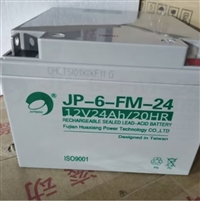 JP-6-FM-24
12V24Ah/20HR
RECHARGEABLE SEALED LEAD-ACID BATTERY
Fujian Huaxiang Power Technology CO.,LTD
Designed in Taiwan
ISO9001